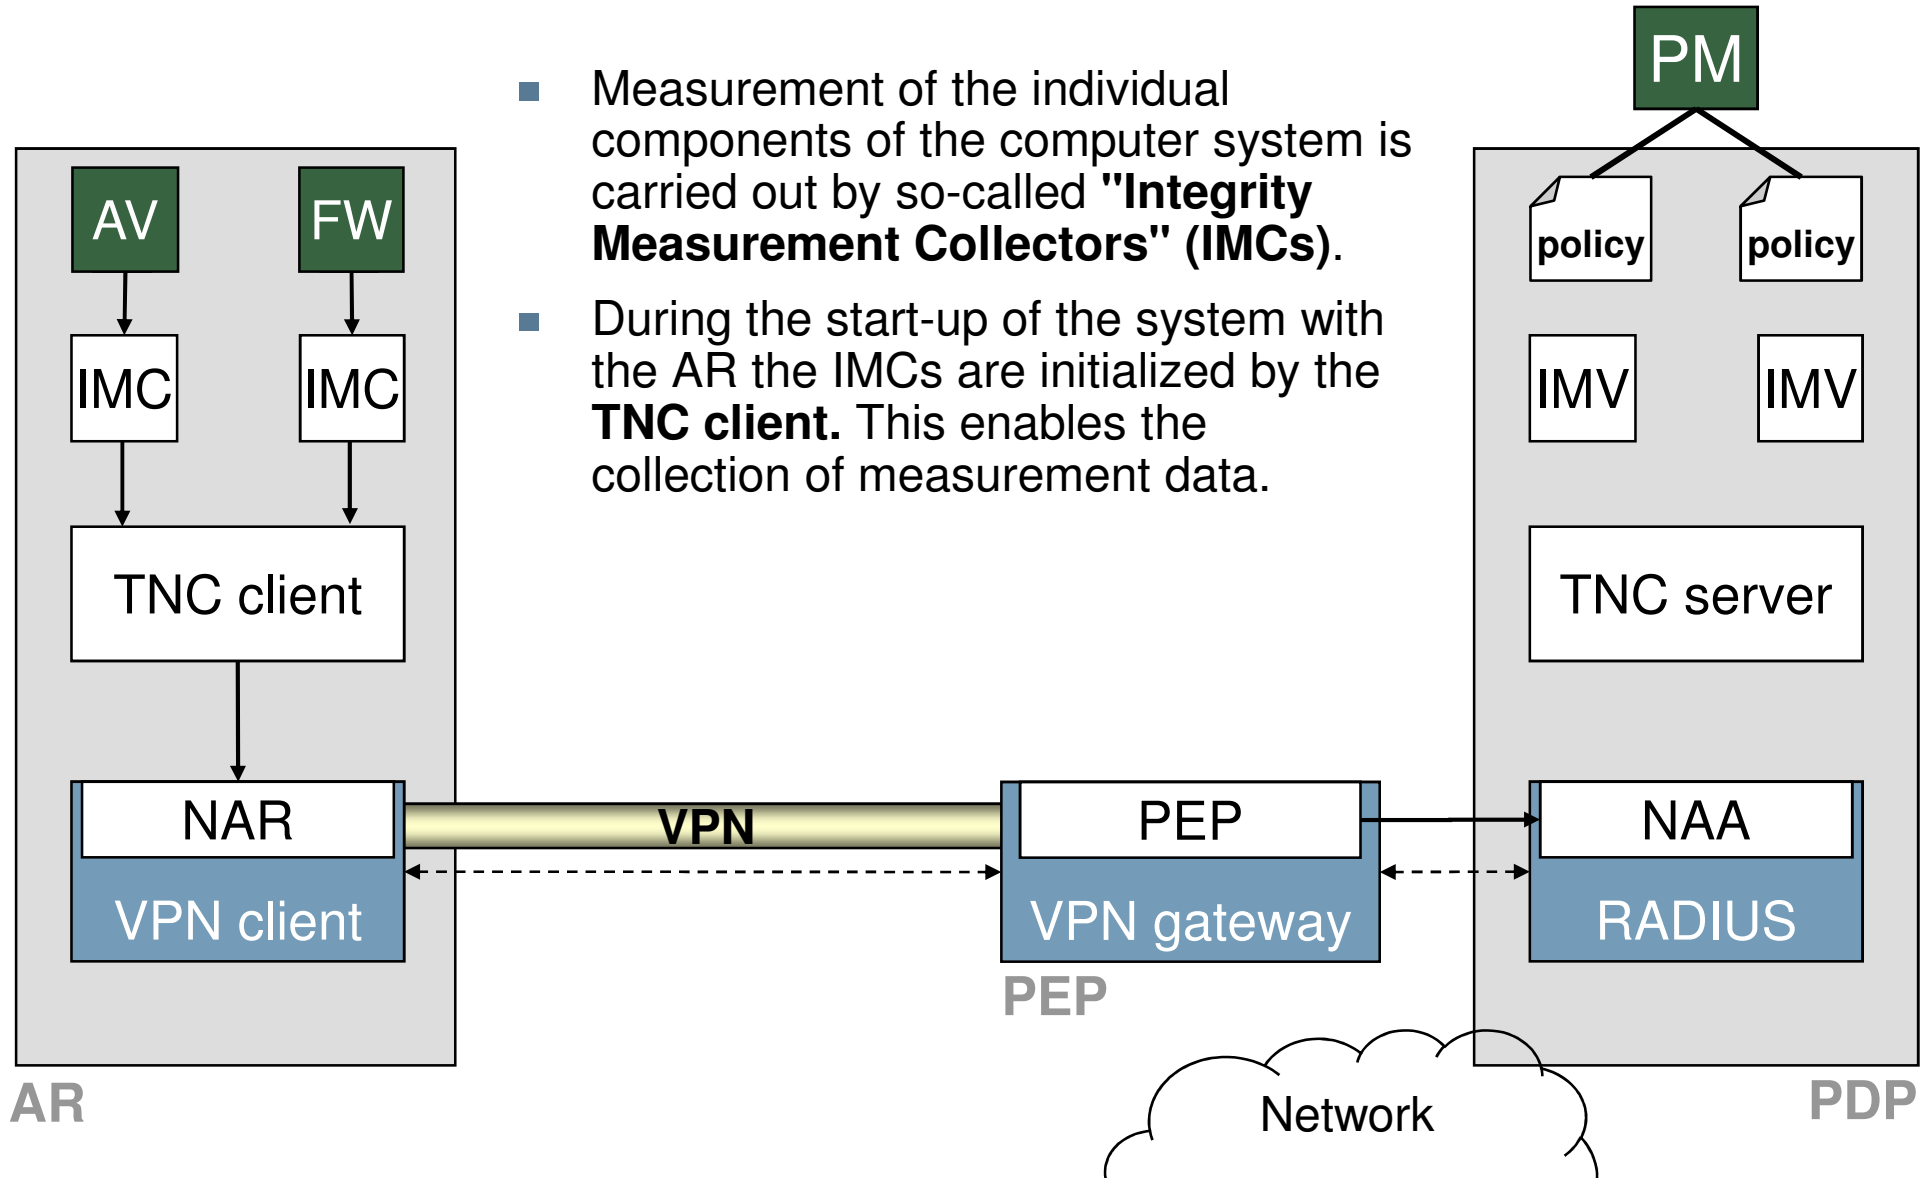 PM
■ Measurement of the individual
components of the computer system is
carried out by so-called "Integrity
Measurement Collectors" (IMCs).
■ During the start-up of the system with
the AR the IMCs are initialized by the
TNC client. This enables the
collection of measurement data.
AV FW
policy policy
IMC IMC
IMV IMV
TNC client
TNC server
NAR
VPN
PEP
NAA
VPN client
VPN gateway
RADIUS
PEP
AR
Network
PDP